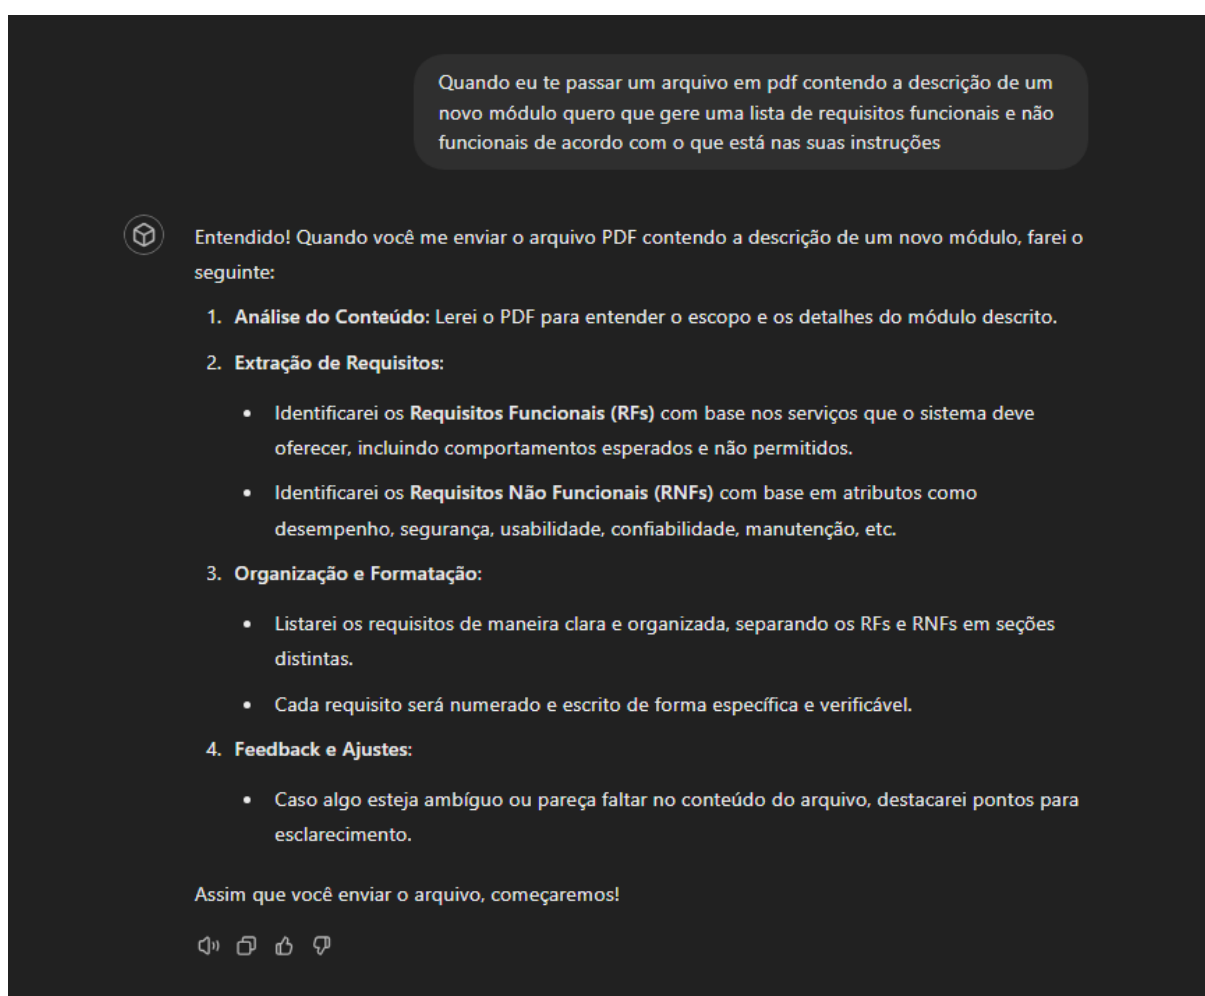 Quando eu te passar um arquivo em pdf contendo a descrição de um
novo módulo quero que gere uma lista de requisitos funcionais e não
funcionais de acordo com o que está nas suas instruções
Entendido! Quando você me enviar o arquivo PDF contendo a descrição de um novo módulo, farei o
seguinte:
1. Análise do Conteúdo: Lerei o PDF para entender o escopo e os detalhes do módulo descrito.
2. Extração de Requisitos:
• Identificarei os Requisitos Funcionais (RFs) com base nos serviços que o sistema deve
oferecer, incluindo comportamentos esperados e não permitidos.
• Identificarei os Requisitos Não Funcionais (RNFs) com base em atributos como
desempenho, segurança, usabilidade, confiabilidade, manutenção, etc.
3. Organização e Formatação:
• Listarei os requisitos de maneira clara e organizada, separando os RFs e RNFs em seções
distintas.
• Cada requisito será numerado e escrito de forma específica e verificável.
4. Feedback e Ajustes:
• Caso algo esteja ambíguo ou pareça faltar no conteúdo do arquivo, destacarei pontos para
esclarecimento.
Assim que você enviar o arquivo, começaremos!